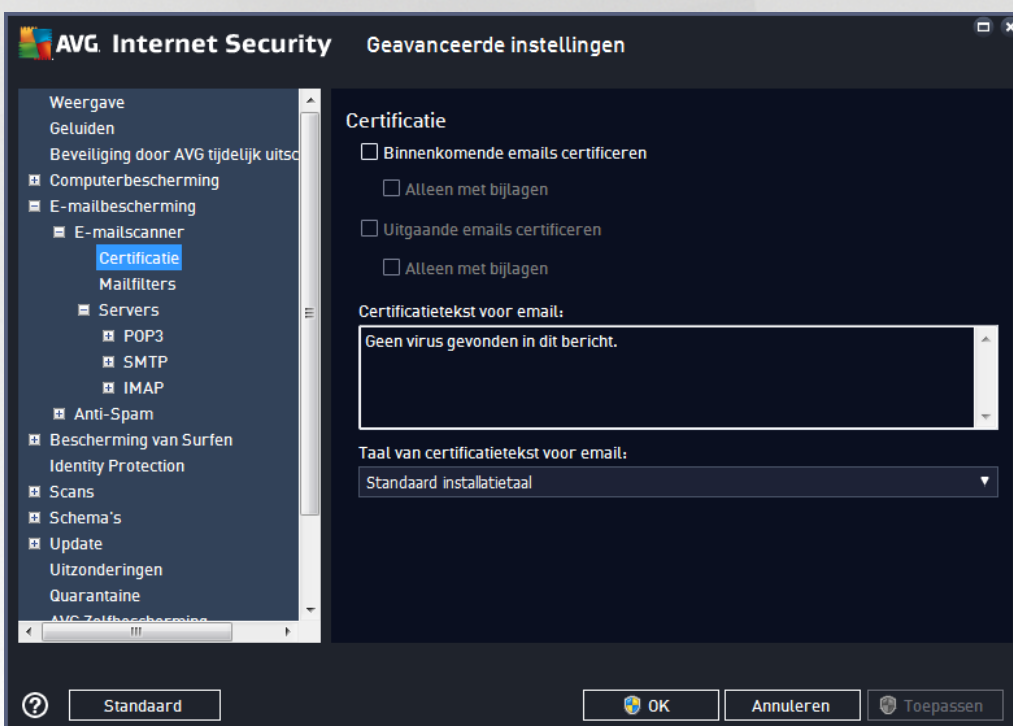 AVG. Internet Security
Geavanceerde instellingen
Weergave
Geluiden
Beveiliging door AVG tijdelijk uitsc
Computerbescherming
E-mailbescherming
E-mailscanner
Certificatie
Mailfilters
Servers
POP3
SMTP
IMAP
Anti-Spam
Bescherming van Surfen
Identity Protection
Scans
Schema's
Update
Uitzonderingen
Quarantaine
AVG Zelfbescherming
Certificatie
Binnenkomende emails certificeren
Alleen met bijlagen
Uitgaande emails certificeren
Alleen met bijlagen
Certificatietekst voor email:
Geen virus gevonden in dit bericht.
Taal van certificatietekst voor email:
Standaard installatietaal
Standaard
OK
Annuleren
Toepassen